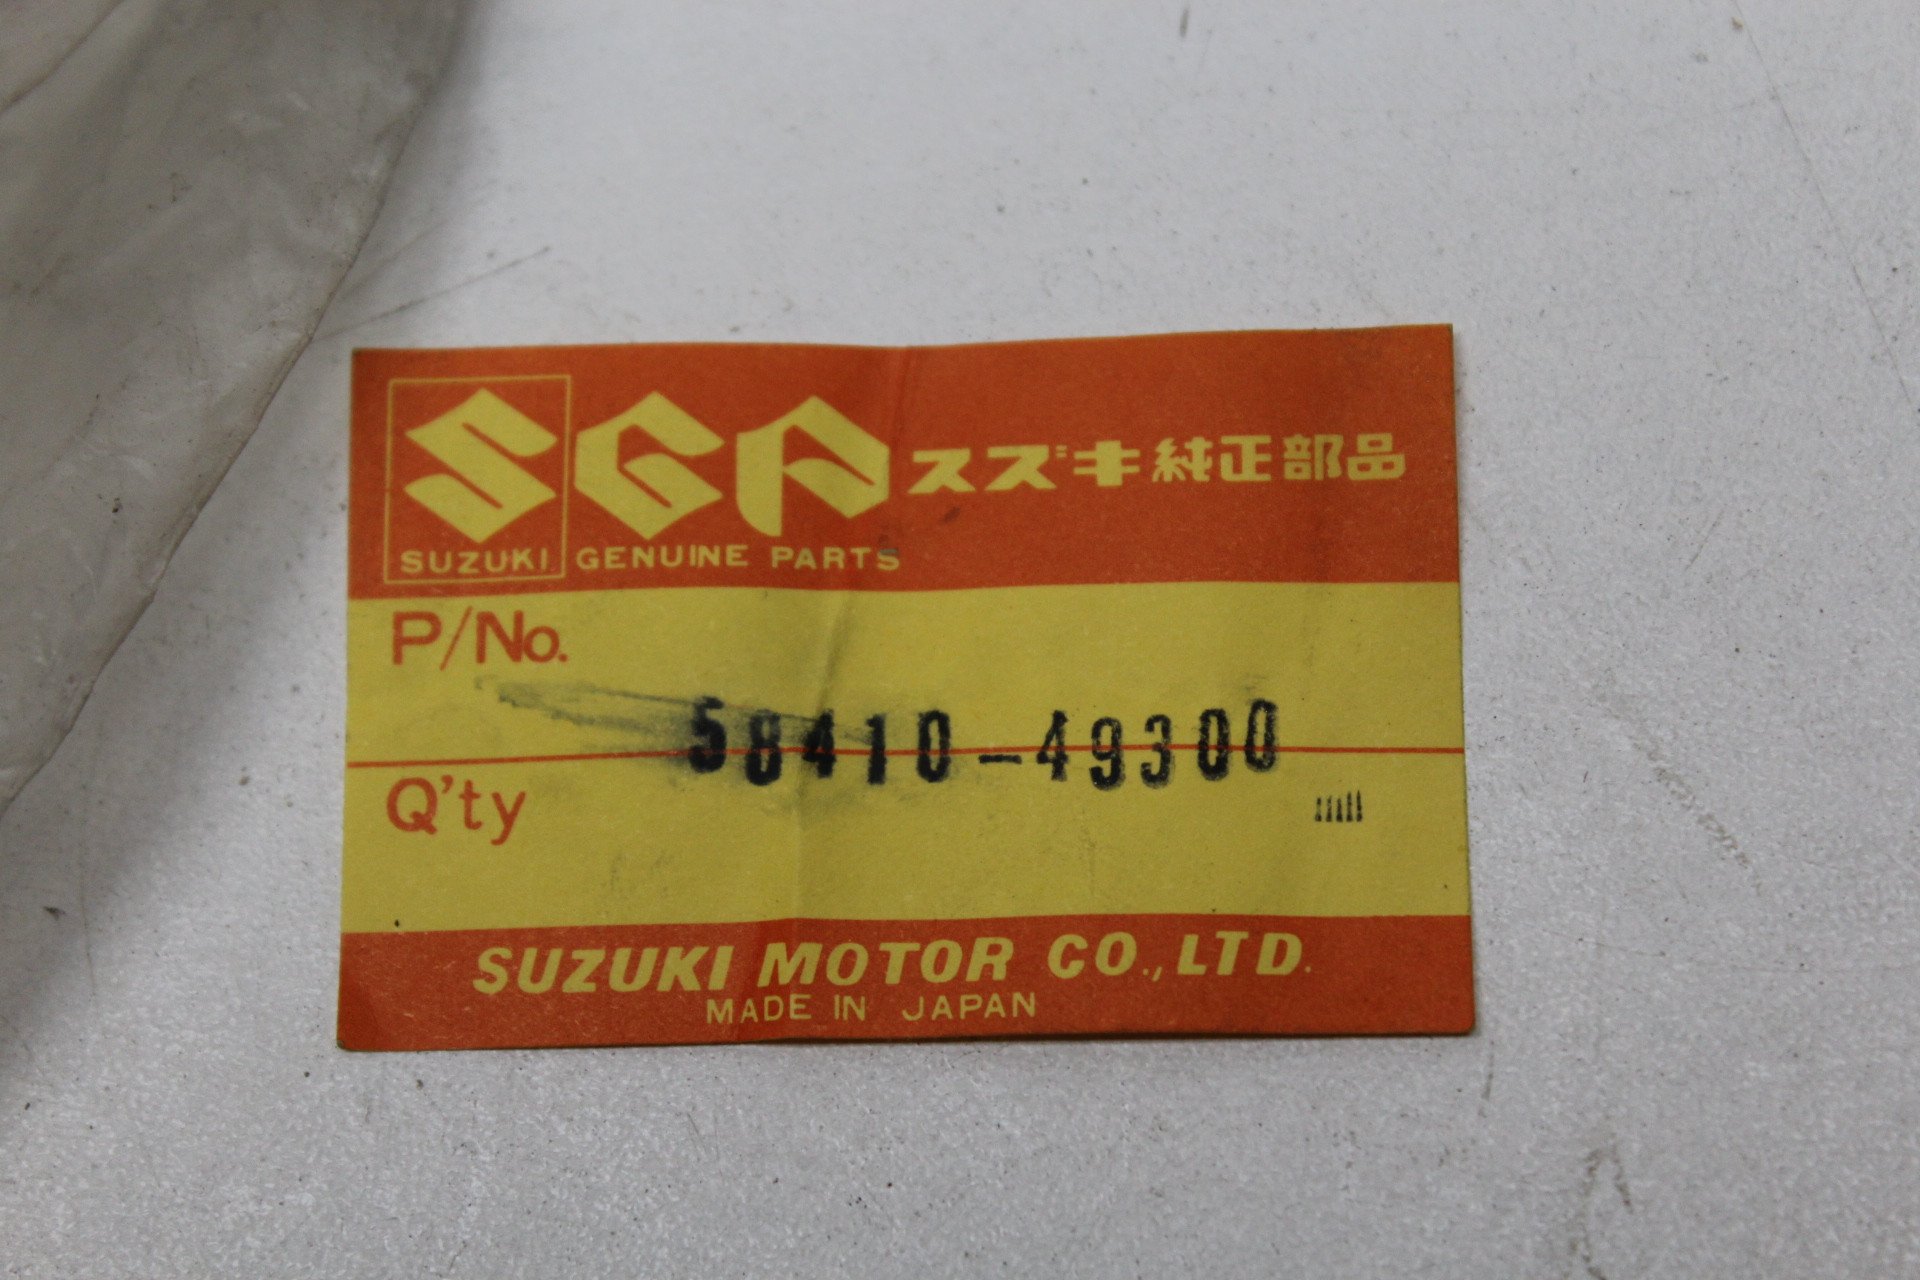 SGP スズキ純正部品
SUZUKI GENUINE PARTS
P/No.
58410-49300
Q'ty
SUZUKI MOTOR CO., LTD.
MADE IN JAPAN